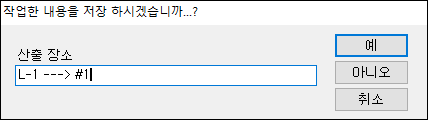 작업한 내용을 저장 하시겠습니까...?
산출 장소
L-1 ---> #1
예
아니오
취소